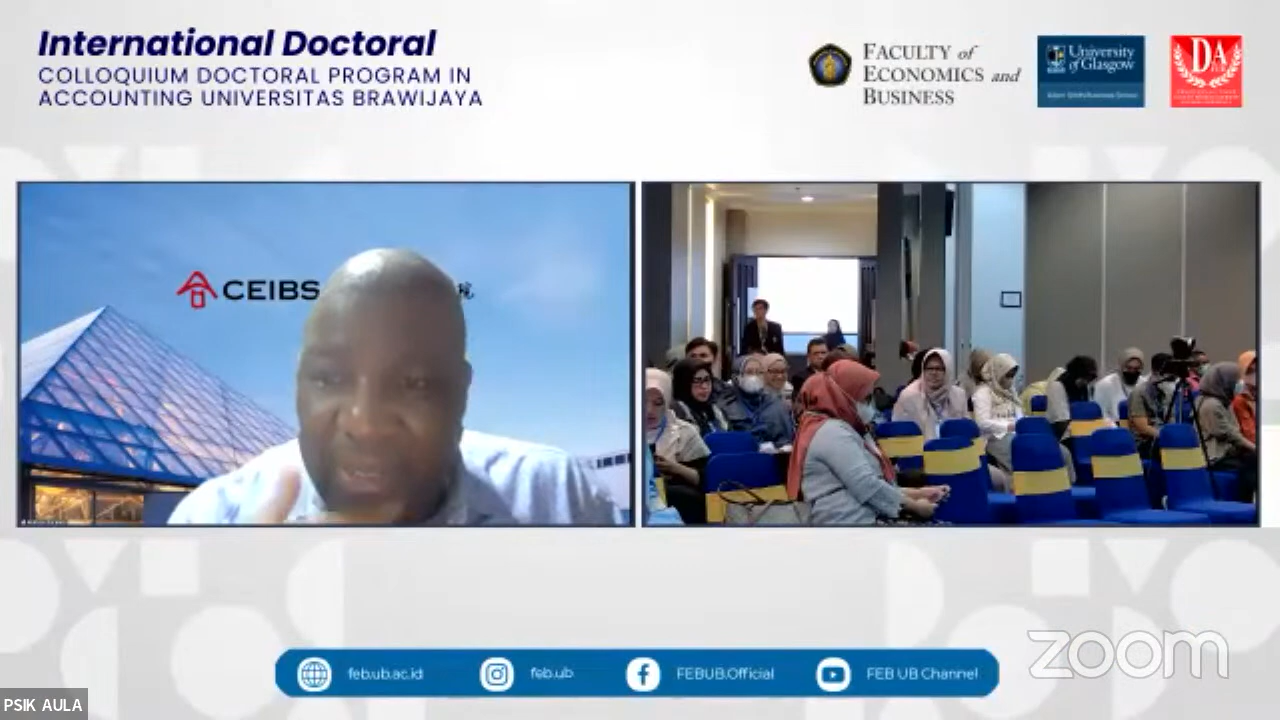 International Doctoral
COLLOQUIUM DOCTORAL PROGRAM IN
ACCOUNTING UNIVERSITAS BRAWIJAYA
FACULTY of
ECONOMICS and
BUSINESS
University
of Glasgow
DA
CEIBS
院
feb.ub.ac.id
feb.ub
FEBUB.Official
FEB UB Channel
zoom
PSIK AULA